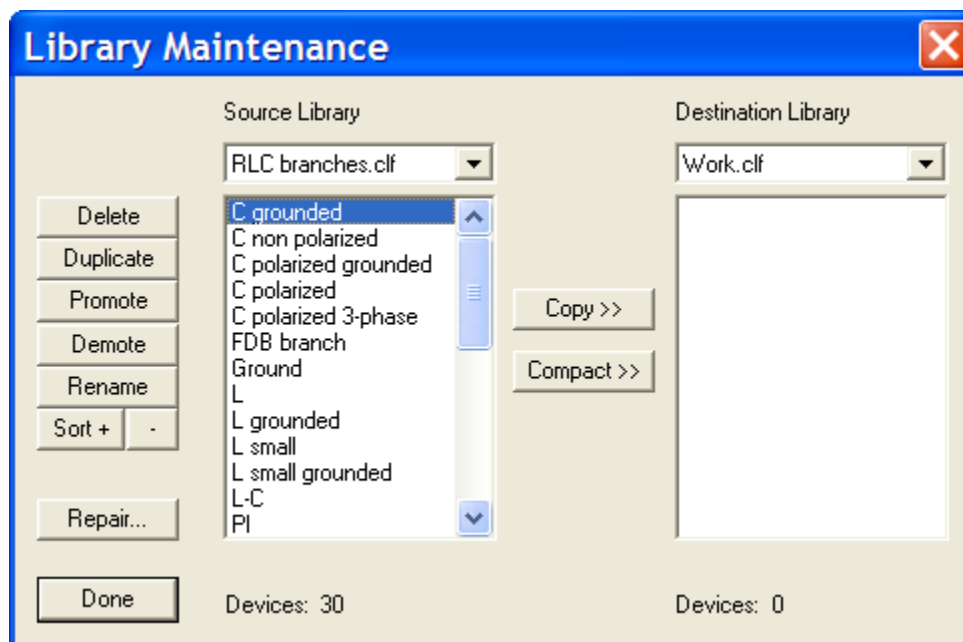 Library Maintenance
Source Library
Destination Library
RLC branches.clf
Work.clf
Delete
Duplicate
Promote
Demote
Rename
Sort +
-
Repair...
Done
C grounded
C non polarized
C polarized grounded
C polarized
C polarized 3-phase
FDB branch
Ground
L
L grounded
L small
L small grounded
L-C
PI
Copy >>
Compact >>
Devices: 30
Devices: 0